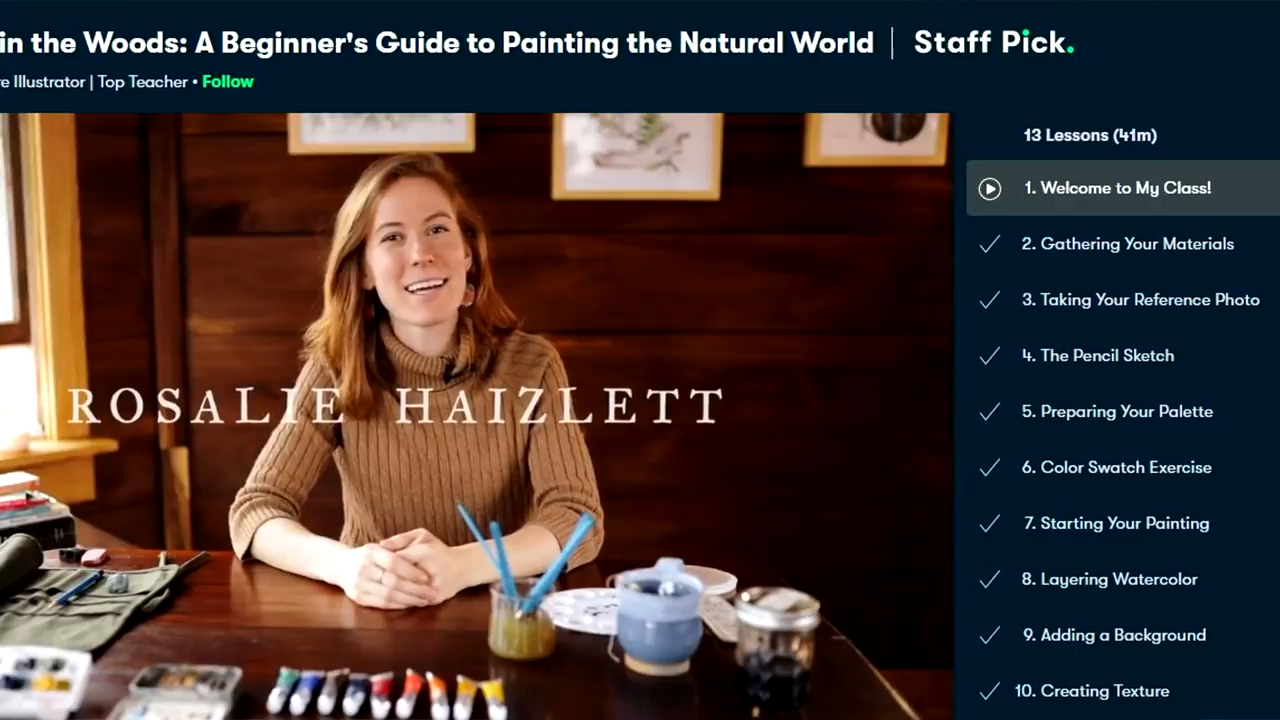 in the Woods: A Beginner's Guide to Painting the Natural World | Staff Pick.
e Illustrator | Top Teacher • Follow
ROSALIE HAIZLETT
13 Lessons (41m)
1. Welcome to My Class!
2. Gathering Your Materials
3. Taking Your Reference Photo
4. The Pencil Sketch
5. Preparing Your Palette
6. Color Swatch Exercise
7. Starting Your Painting
8. Layering Watercolor
9. Adding a Background
10. Creating Texture